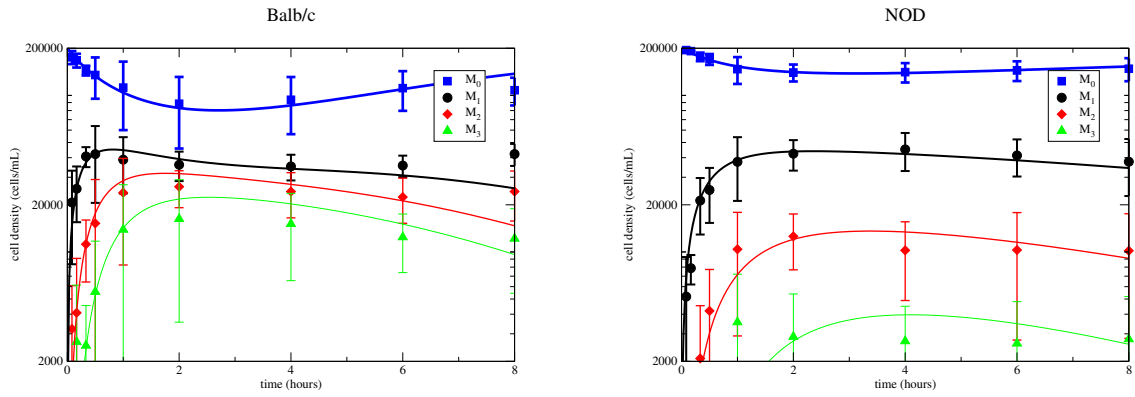 Balb/c
200000
20000
2000
cell density (cells/mL)
0
2
4
6
8
time (hours)
M₀
M₁
M₂
M₃
NOD
200000
20000
2000
cell density (cells/mL)
0
2
4
6
8
time (hours)
M₀
M₁
M₂
M₃